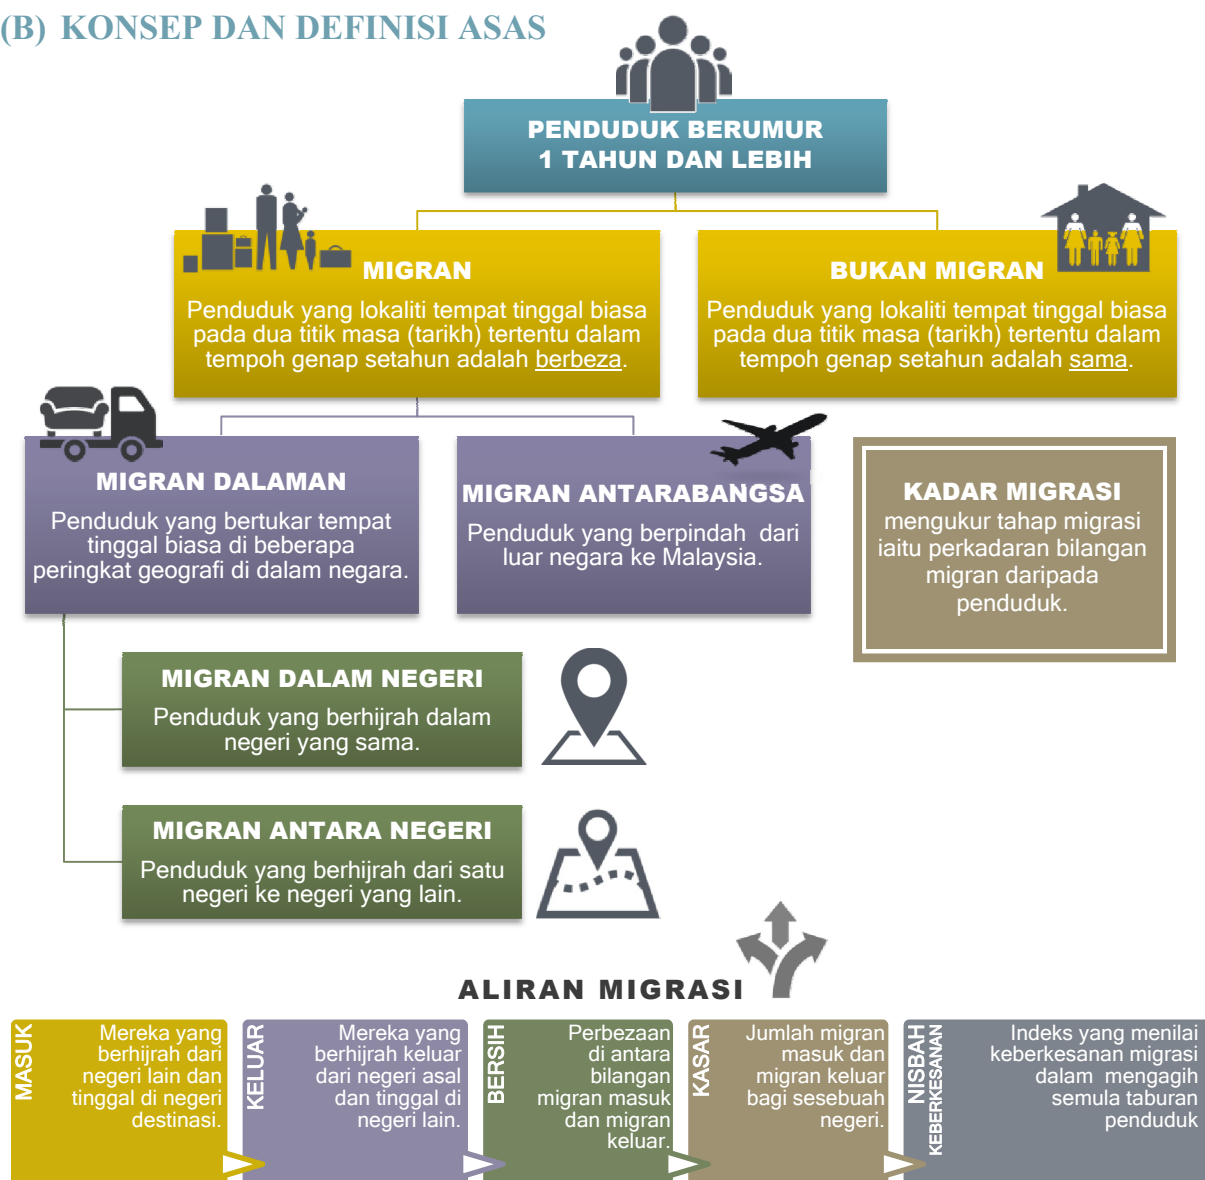 (B) KONSEP DAN DEFINISI ASAS
PENDUDUK BERUMUR
1 TAHUN DAN LEBIH
MIGRAN
Penduduk yang lokaliti tempat tinggal biasa
pada dua titik masa (tarikh) tertentu dalam
tempoh genap setahun adalah berbeza.
BUKAN MIGRAN
Penduduk yang lokaliti tempat tinggal biasa
pada dua titik masa (tarikh) tertentu dalam
tempoh genap setahun adalah sama.
MIGRAN DALAMAN
Penduduk yang bertukar tempat
tinggal biasa di beberapa
peringkat geografi di dalam negara.
MIGRAN ANTARABANGSA
Penduduk yang berpindah dari
luar negara ke Malaysia.
KADAR MIGRASI
mengukur tahap migrasi
iaitu perkadaran bilangan
migran daripada
penduduk.
MIGRAN DALAM NEGERI
Penduduk yang berhijrah dalam
negeri yang sama.
MIGRAN ANTARA NEGERI
Penduduk yang berhijrah dari satu
negeri ke negeri yang lain.
ALIRAN MIGRASI
MASUK
Mereka yang
berhijrah dari
negeri lain dan
tinggal di negeri
destinasi.
KELUAR
Mereka yang
berhijrah keluar
dari negeri asal
dan tinggal di
negeri lain.
BERSIH
Perbezaan
di antara
bilangan
migran masuk
dan migran
keluar.
KASAR
Jumlah migran
masuk dan
migran keluar
bagi sesebuah
negeri.
NISBAH
KEBERKESANAN
Indeks yang menilai
keberkesanan migrasi
dalam mengagih
semula taburan
penduduk